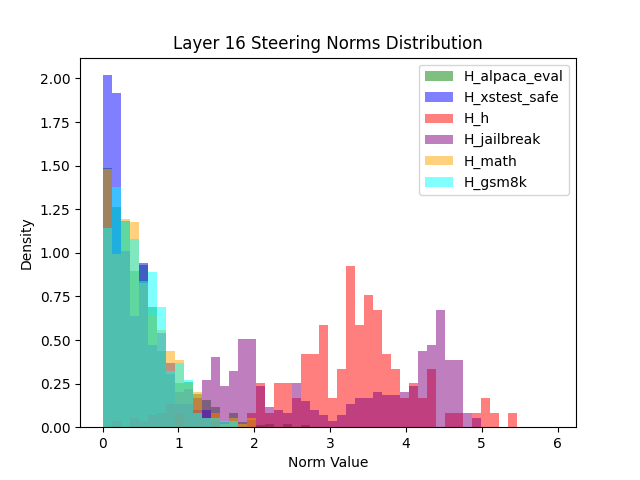 Layer 16 Steering Norms Distribution
H_alpaca_eval
H_xstest_safe
H_h
H_jailbreak
H_math
H_gsm8k
Density
2.00
1.75
1.50
1.25
1.00
0.75
0.50
0.25
0.00
0 1 2 3 4 5 6
Norm Value